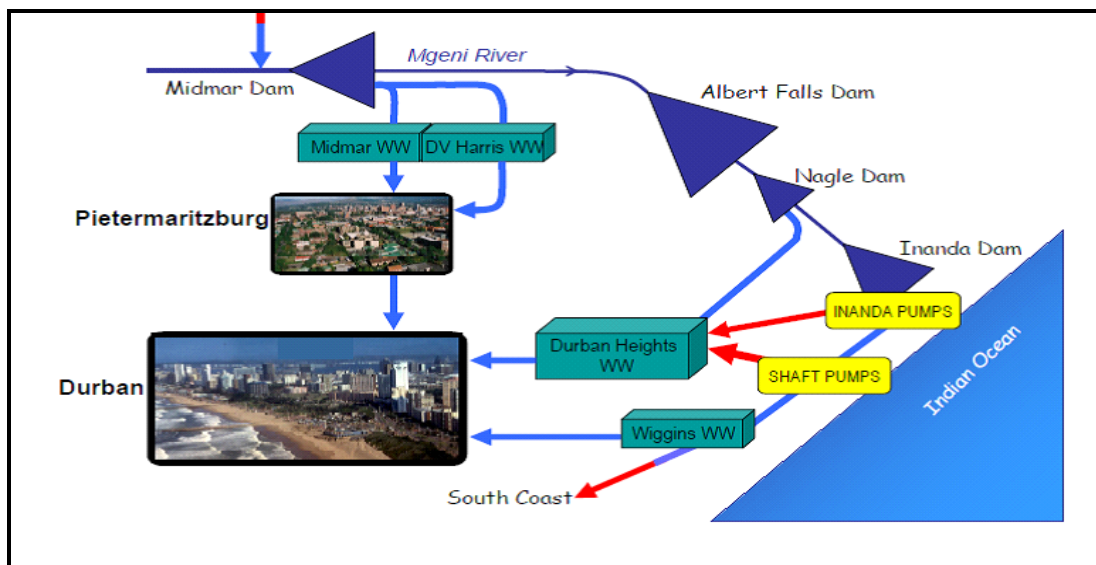 Mgeni River
Midmar Dam
Albert Falls Dam
Midmar WW
DV Harris WW
Nagle Dam
Pietermaritzburg
Inanda Dam
INANDA PUMPS
Durban Heights
WW
SHAFT PUMPS
Durban
Indian Ocean
Wiggins WW
South Coast